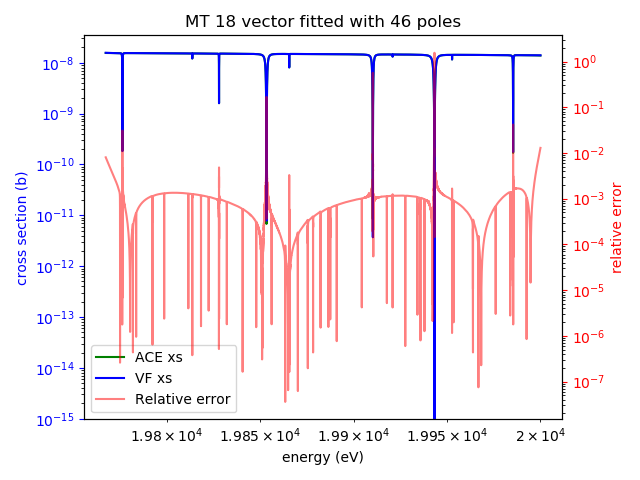 MT 18 vector fitted with 46 poles
10⁻⁸
10⁻⁹
10⁻¹⁰
10⁻¹¹
10⁻¹²
10⁻¹³
10⁻¹⁴
10⁻¹⁵
cross section (b)
ACE xs
VF xs
Relative error
1.98 × 10⁴ 1.985 × 10⁴ 1.99 × 10⁴ 1.995 × 10⁴ 2 × 10⁴
energy (eV)
10⁰
10⁻¹
10⁻²
10⁻³
10⁻⁴
10⁻⁵
10⁻⁶
10⁻⁷
relative error